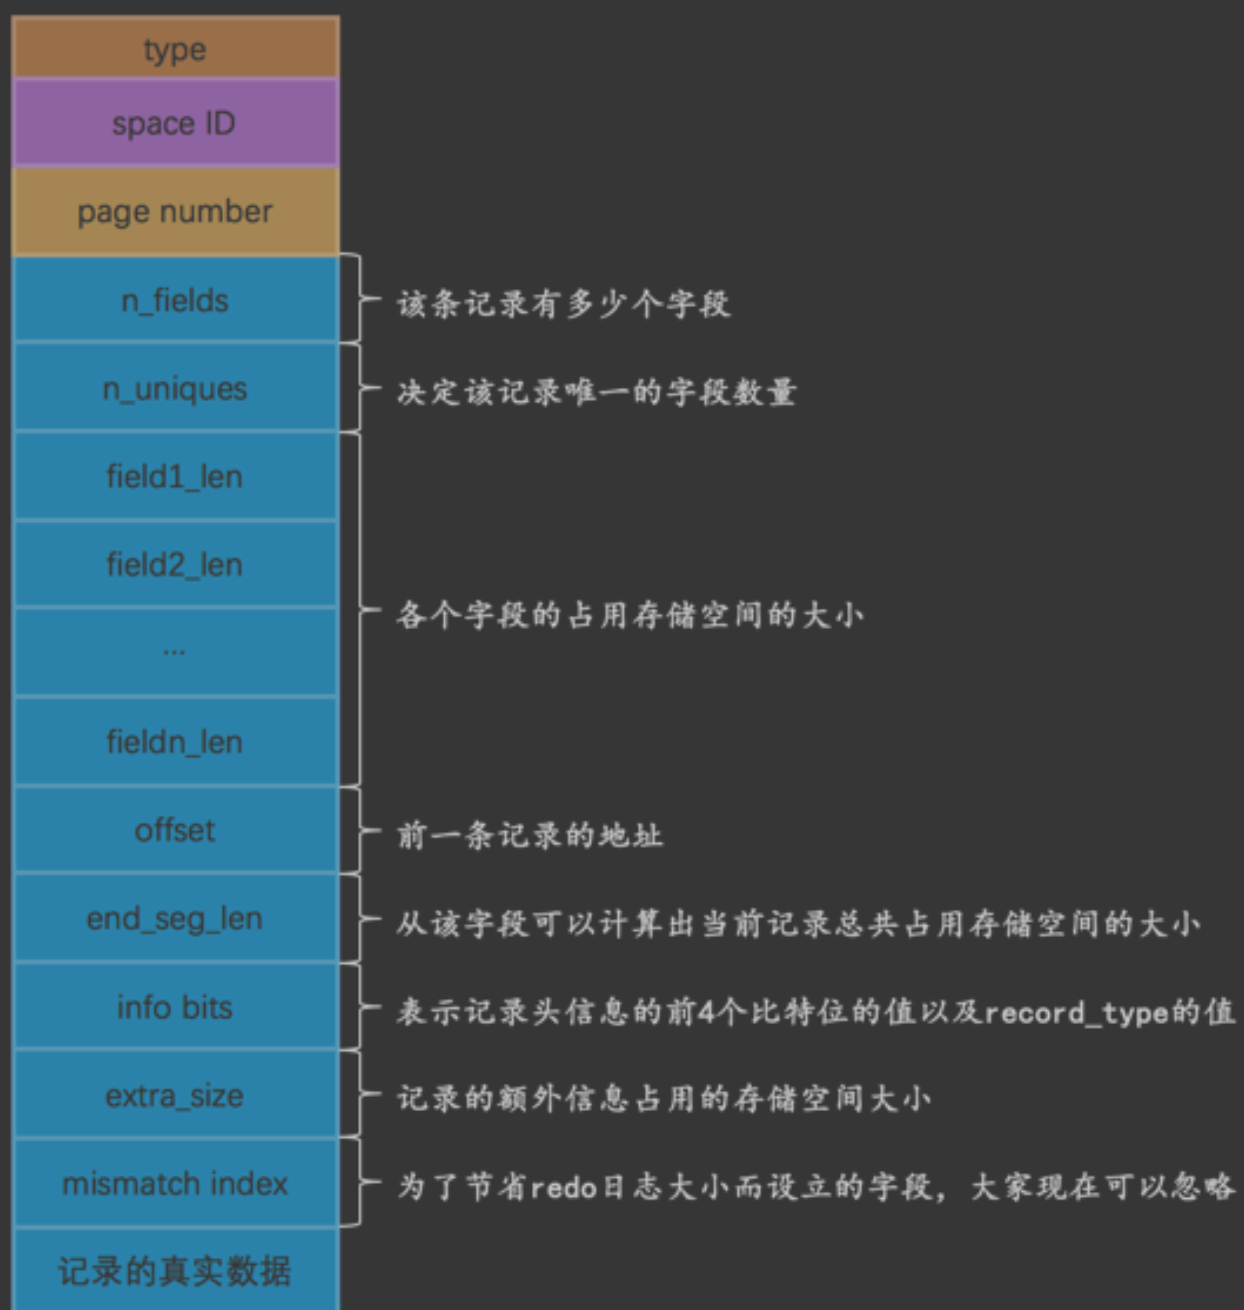 type
space ID
page number
n_fields
该条记录有多少个字段
n_uniques
决定该记录唯一的字段数量
field1_len
field2_len
...
fieldn_len
各个字段的占用存储空间的大小
offset
前一条记录的地址
end_seg_len
从该字段可以计算出当前记录总共占用存储空间的大小
info bits
表示记录头信息的前4个比特位的值以及record_type的值
extra_size
记录的额外信息占用的存储空间大小
mismatch index
为了节省redo日志大小而设立的字段，大家现在可以忽略
记录的真实数据